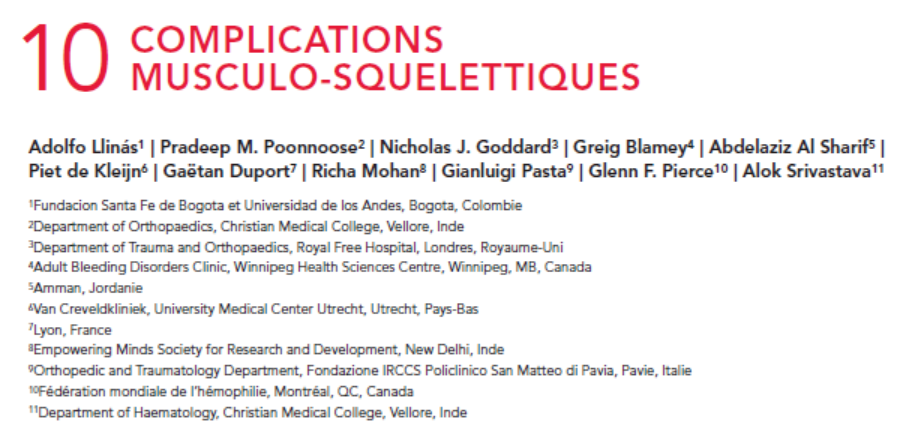 10 COMPLICATIONS
MUSCULO-SQUELETTIQUES
Adolfo Llinás¹ | Pradeep M. Poonnoose² | Nicholas J. Goddard³ | Greig Blamey⁴ | Abdelaziz Al Sharif⁵ |
Piet de Kleijn⁶ | Gaëtan Duport⁷ | Richa Mohan⁸ | Gianluigi Pasta⁹ | Glenn F. Pierce¹⁰ | Alok Srivastava¹¹
¹Fundacion Santa Fe de Bogota et Universidad de los Andes, Bogota, Colombie
²Department of Orthopaedics, Christian Medical College, Vellore, Inde
³Department of Trauma and Orthopaedics, Royal Free Hospital, Londres, Royaume-Uni
⁴Adult Bleeding Disorders Clinic, Winnipeg Health Sciences Centre, Winnipeg, MB, Canada
⁵Amman, Jordanie
⁶Van Creveldkliniek, University Medical Center Utrecht, Utrecht, Pays-Bas
⁷Lyon, France
⁸Empowering Minds Society for Research and Development, New Delhi, Inde
⁹Orthopedic and Traumatology Department, Fondazione IRCCS Policlinico San Matteo di Pavia, Pavie, Italie
¹⁰Fédération mondiale de l'hémophilie, Montréal, QC, Canada
¹¹Department of Haematology, Christian Medical College, Vellore, Inde